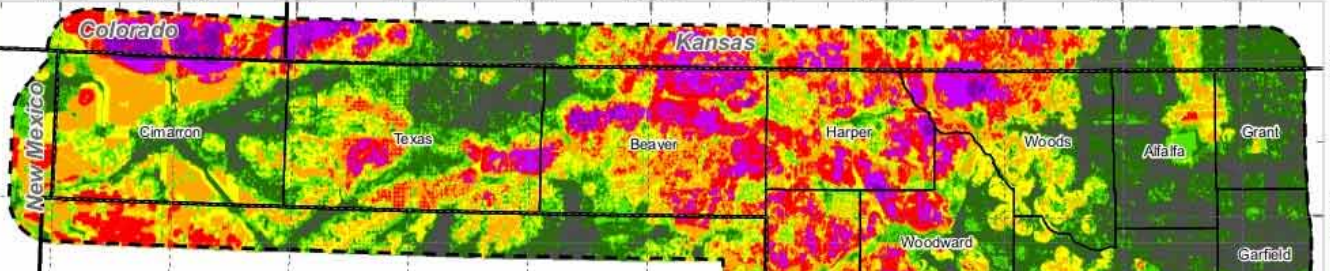 Colorado
Kansas
New Mexico
Cimarron
Texas
Beaver
Harper
Woods
Alfalfa
Grant
Woodward
Garfield